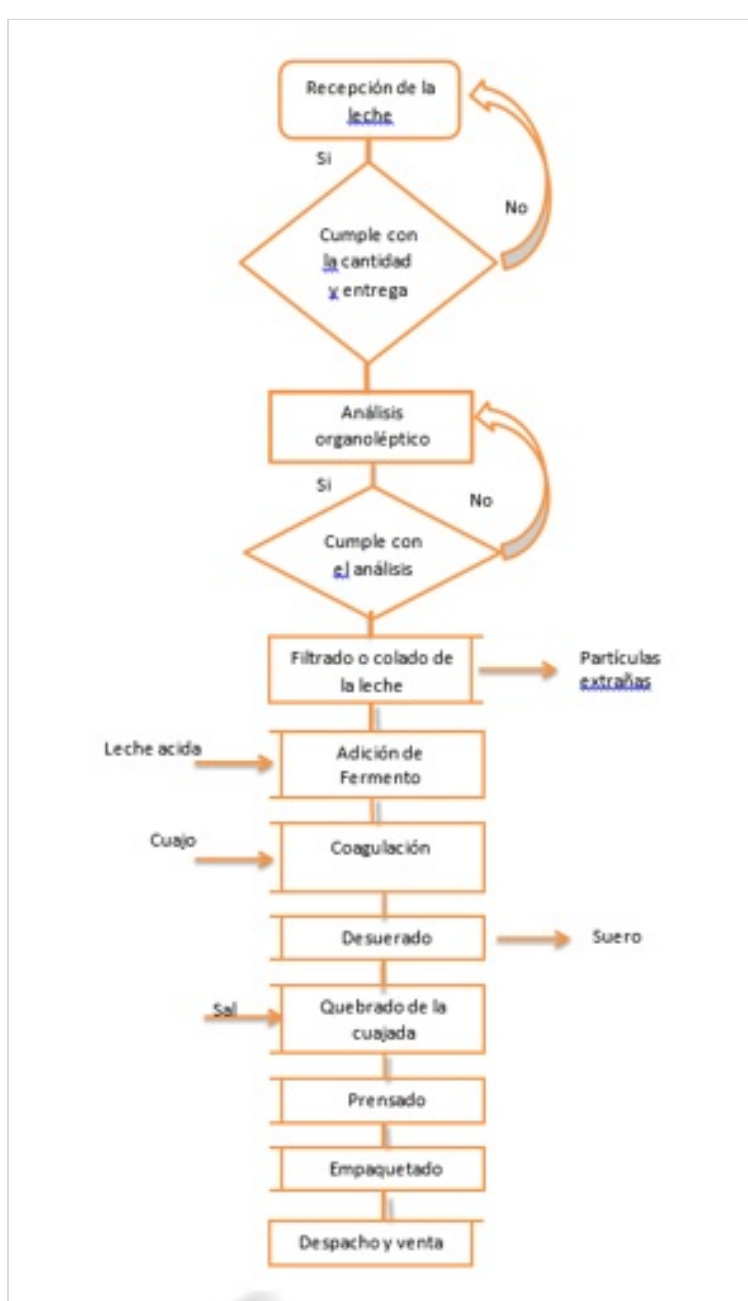 Recepción de la
leche
Si
No
Cumple con
la cantidad
y entrega
Análisis
organoléptico
Si
No
Cumple con
el análisis
Filtrado o colado de
la leche
Partículas
extrañas
Leche acida
Adición de
Fermento
Cuajo
Coagulación
Desuerado
Suero
Sal
Quebrado de la
cuajada
Prensado
Empaquetado
Despacho y venta